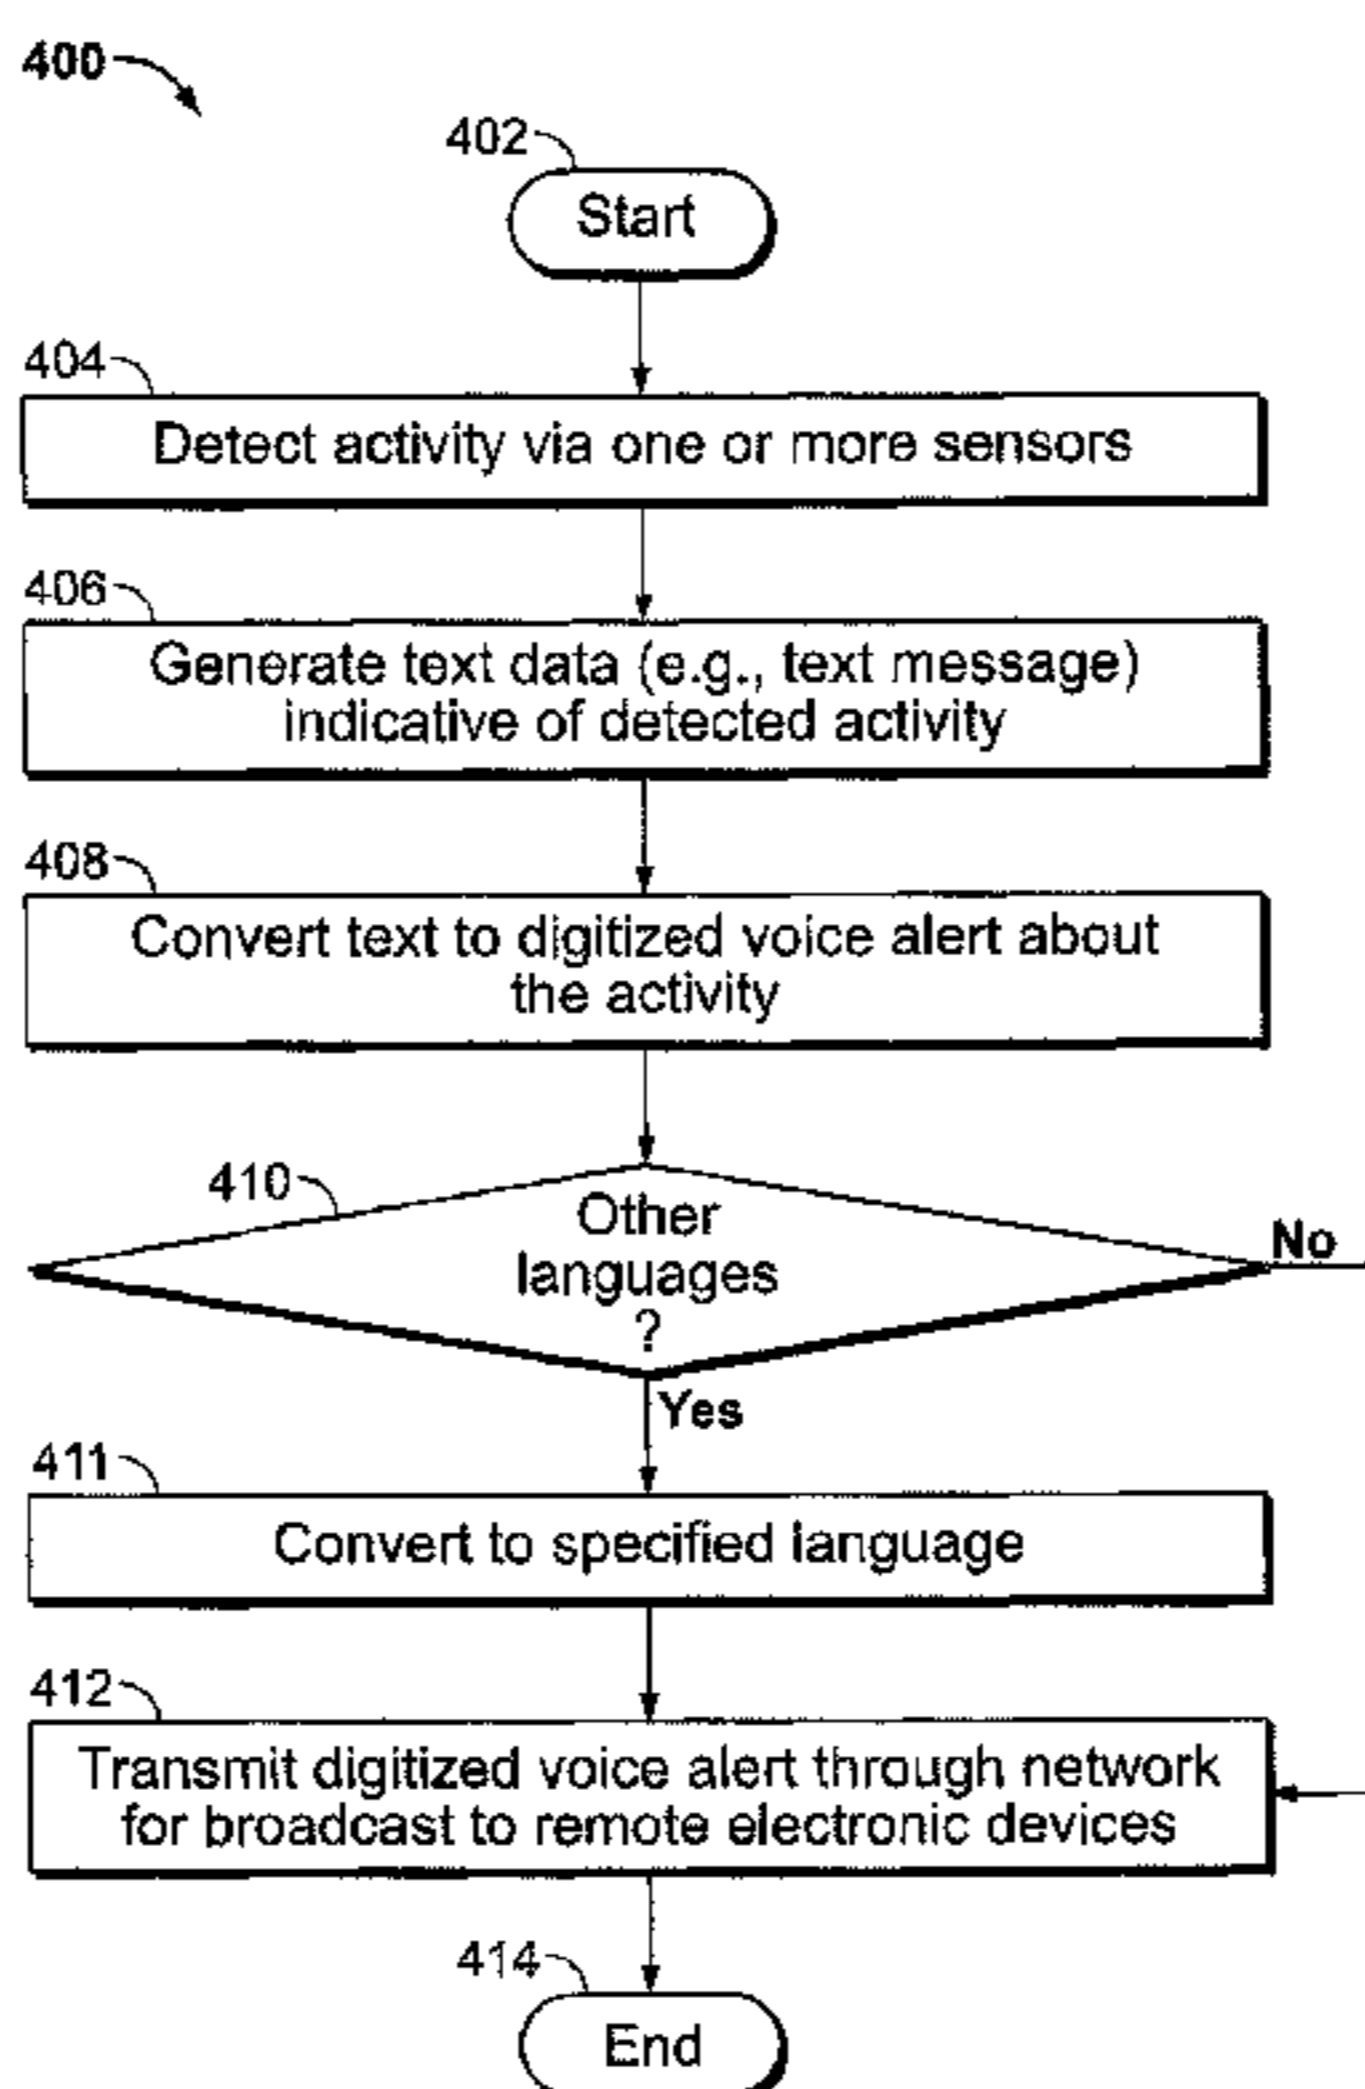 400
402
Start
404
Detect activity via one or more sensors
406
Generate text data (e.g., text message)
indicative of detected activity
408
Convert text to digitized voice alert about
the activity
410
Other
languages
?
No
Yes
411
Convert to specified language
412
Transmit digitized voice alert through network
for broadcast to remote electronic devices
414
End